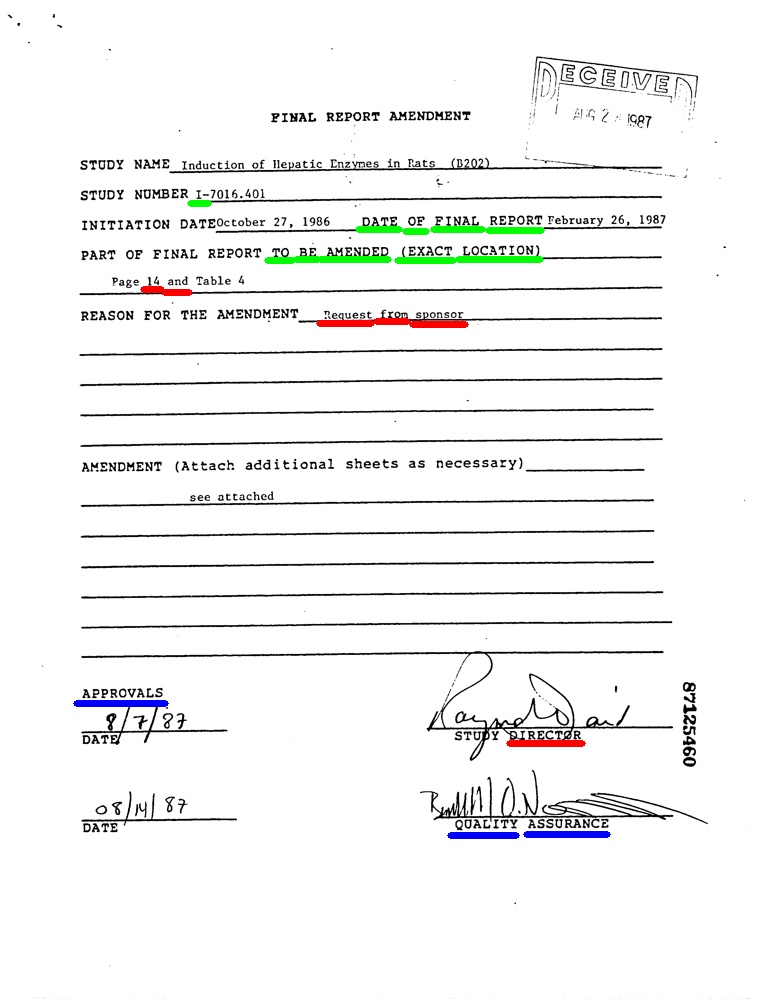 RECEIVED
AUG 2 1987
FINAL REPORT AMENDMENT
STUDY NAME Induction of Hepatic Enzymes in Rats (B202)
STUDY NUMBER I-7016.401
INITIATION DATE October 27, 1986 DATE OF FINAL REPORT February 26, 1987
PART OF FINAL REPORT TO BE AMENDED (EXACT LOCATION)
Page 14 and Table 4
REASON FOR THE AMENDMENT Request from sponsor
AMENDMENT (Attach additional sheets as necessary)
see attached
APPROVALS
8/7/87
DATE
STUDY DIRECTOR
08/14/87
DATE
QUALITY ASSURANCE
87125460